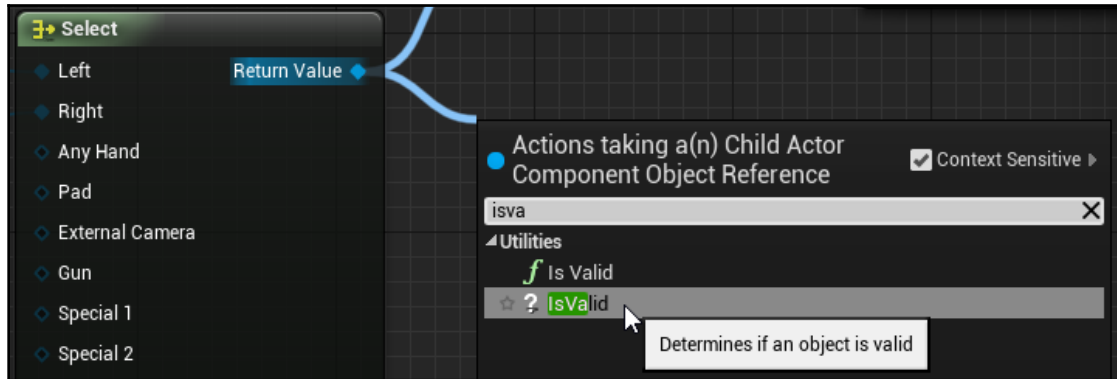 Select
Left
Return Value
Right
Any Hand
Pad
External Camera
Gun
Special 1
Special 2
Actions taking a(n) Child Actor
Component Object Reference
Context Sensitive
isva
Utilities
f Is Valid
? IsValid
Determines if an object is valid